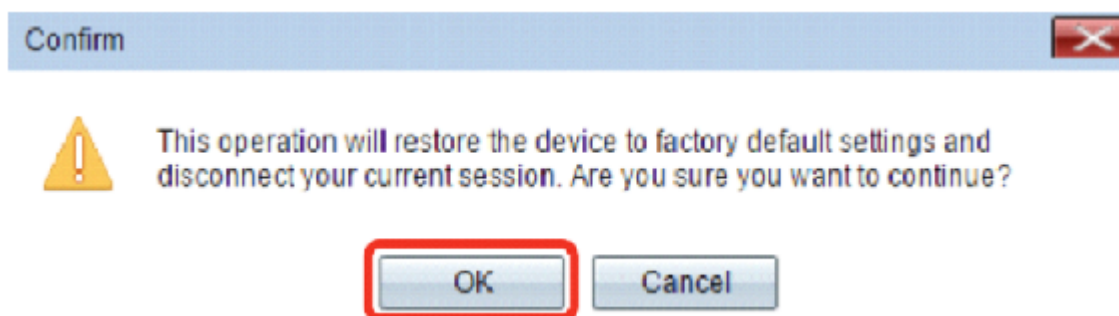 Confirm
This operation will restore the device to factory default settings and
disconnect your current session. Are you sure you want to continue?
OK Cancel